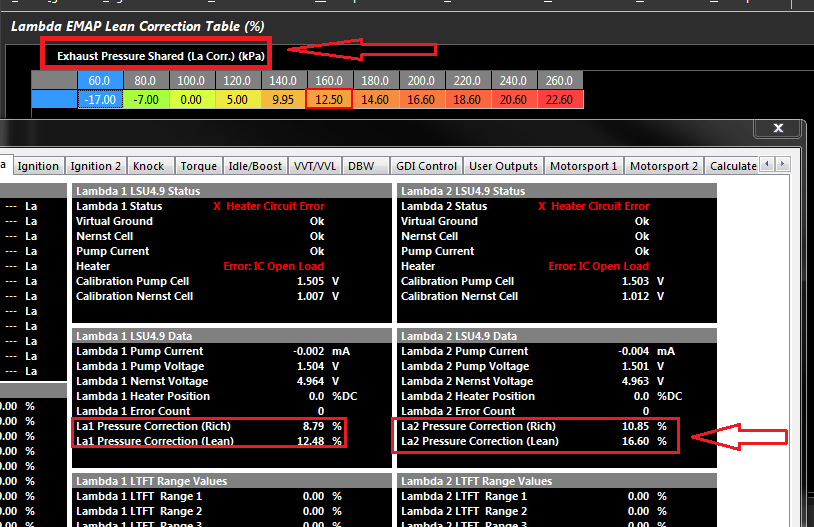 Lambda EMAP Lean Correction Table (%)
Exhaust Pressure Shared (La Corr.) (kPa)
60.0 80.0 100.0 120.0 140.0 160.0 180.0 200.0 220.0 240.0 260.0
-17.00 -7.00 0.00 5.00 9.95 12.50 14.60 16.60 18.60 20.60 22.60
X
a Ignition Ignition 2 Knock Torque Idle/Boost VVT/VVL DBW GDI Control User Outputs Motorsport 1 Motorsport 2 Calculate
--- La
--- La
--- La
--- La
--- La
--- La
--- La
--- La
--- La
--- La
--- La
--- La
0.00 %
0.00 %
0.00 %
0.00 %
0.00 %
0.00 %
0.00 %
0.00 %
Lambda 1 LSU4.9 Status
Lambda 1 Status X Heater Circuit Error
Virtual Ground Ok
Nernst Cell Ok
Pump Current Ok
Heater Error: IC Open Load
Calibration Pump Cell 1.505 V
Calibration Nernst Cell 1.007 V
Lambda 1 LSU4.9 Data
Lambda 1 Pump Current -0.002 mA
Lambda 1 Pump Voltage 1.504 V
Lambda 1 Nernst Voltage 4.964 V
Lambda 1 Heater Position 0.0 %DC
Lambda 1 Error Count 0
La1 Pressure Correction (Rich) 8.79 %
La1 Pressure Correction (Lean) 12.48 %
Lambda 1 LTFT Range Values
Lambda 1 LTFT Range 1 0.00 %
Lambda 1 LTFT Range 2 0.00 %
Lambda 1 LTFT Range 3 0.00 %
Lambda 2 LSU4.9 Status
Lambda 2 Status X Heater Circuit Error
Virtual Ground Ok
Nernst Cell Ok
Pump Current Ok
Heater Error: IC Open Load
Calibration Pump Cell 1.503 V
Calibration Nernst Cell 1.012 V
Lambda 2 LSU4.9 Data
Lambda 2 Pump Current -0.004 mA
Lambda 2 Pump Voltage 1.501 V
Lambda 2 Nernst Voltage 4.963 V
Lambda 2 Heater Position 0.0 %DC
Lambda 2 Error Count 0
La2 Pressure Correction (Rich) 10.85 %
La2 Pressure Correction (Lean) 16.60 %
Lambda 2 LTFT Range Values
Lambda 2 LTFT Range 1 0.00 %
Lambda 2 LTFT Range 2 0.00 %
Lambda 2 LTFT Range 3 0.00 %